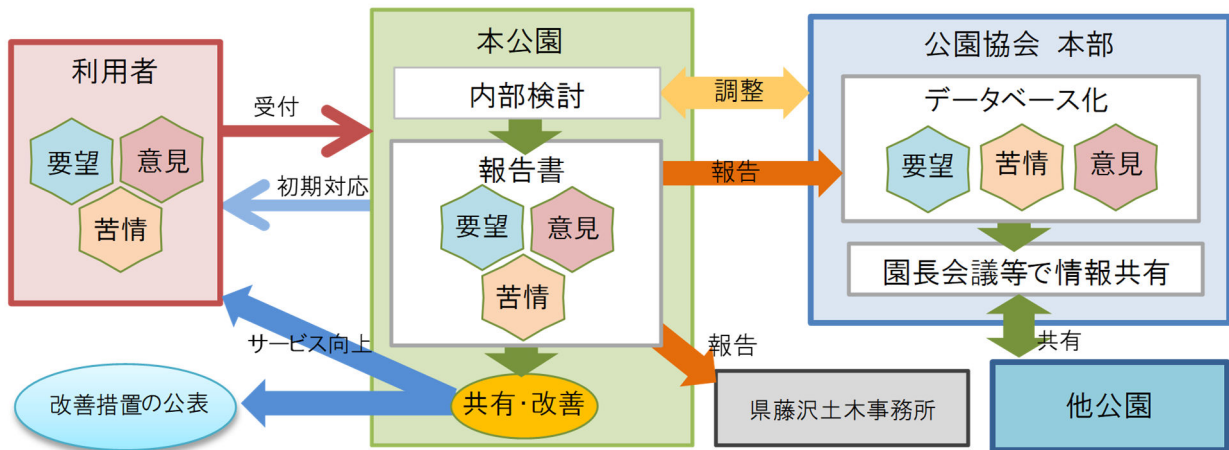 利用者
要望
意見
苦情
受付
初期対応
サービス向上
改善措置の公表
本公園
内部検討
報告書
要望
意見
苦情
共有・改善
調整
報告
報告
県藤沢土木事務所
公園協会 本部
データベース化
要望
苦情
意見
園長会議等で情報共有
共有
他公園